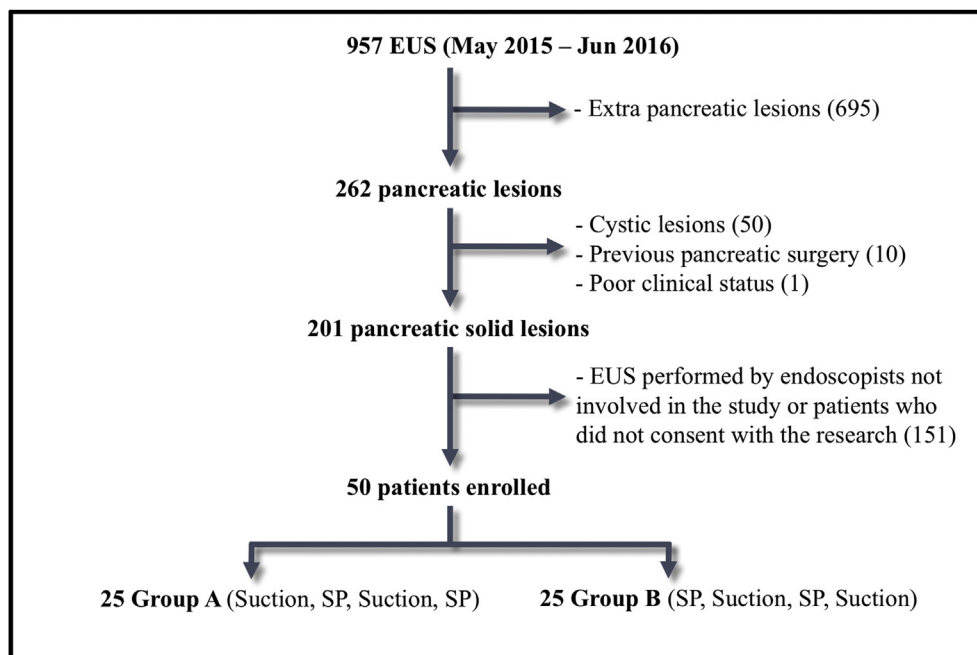 957 EUS (May 2015 – Jun 2016)
- Extra pancreatic lesions (695)
262 pancreatic lesions
- Cystic lesions (50)
- Previous pancreatic surgery (10)
- Poor clinical status (1)
201 pancreatic solid lesions
- EUS performed by endoscopists not
involved in the study or patients who
did not consent with the research (151)
50 patients enrolled
25 Group A (Suction, SP, Suction, SP)
25 Group B (SP, Suction, SP, Suction)